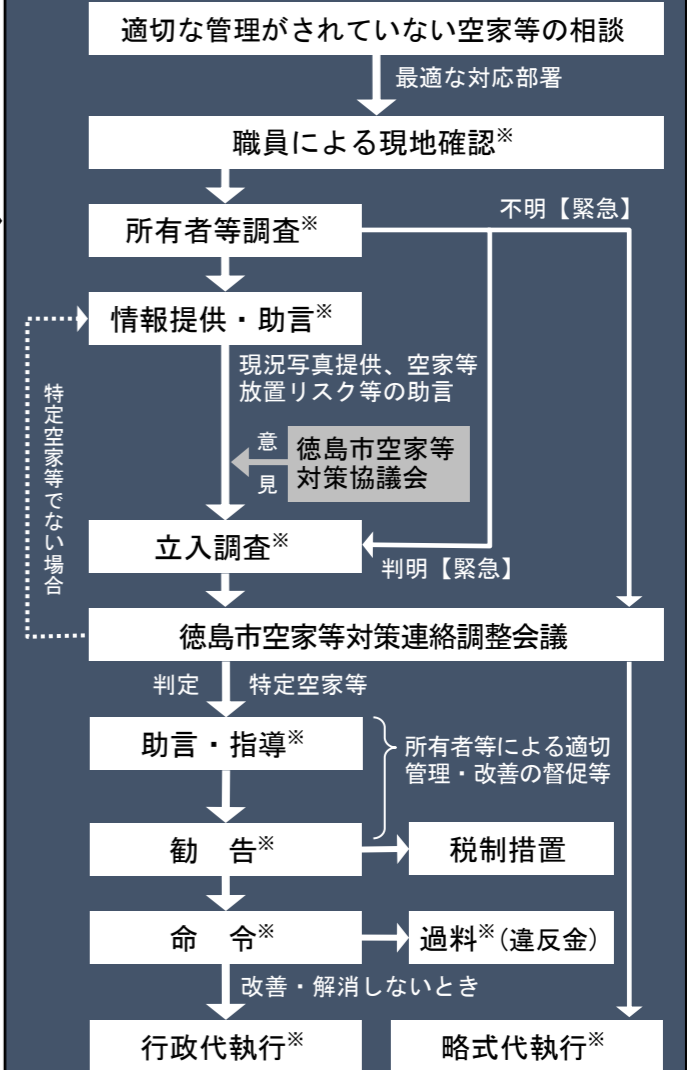 適切な管理がされていない空家等の相談
最適な対応部署
職員による現地確認※
不明【緊急】
所有者等調査※
情報提供・助言※
現況写真提供、空家等
放置リスク等の助言
特定空家等でない場合
意見
徳島市空家等
対策協議会
立入調査※
判明【緊急】
徳島市空家等対策連絡調整会議
判定 特定空家等
助言・指導※
所有者等による適切
管理・改善の督促等
勧 告※
税制措置
命 令※
過料※(違反金)
改善・解消しないとき
行政代執行※
略式代執行※